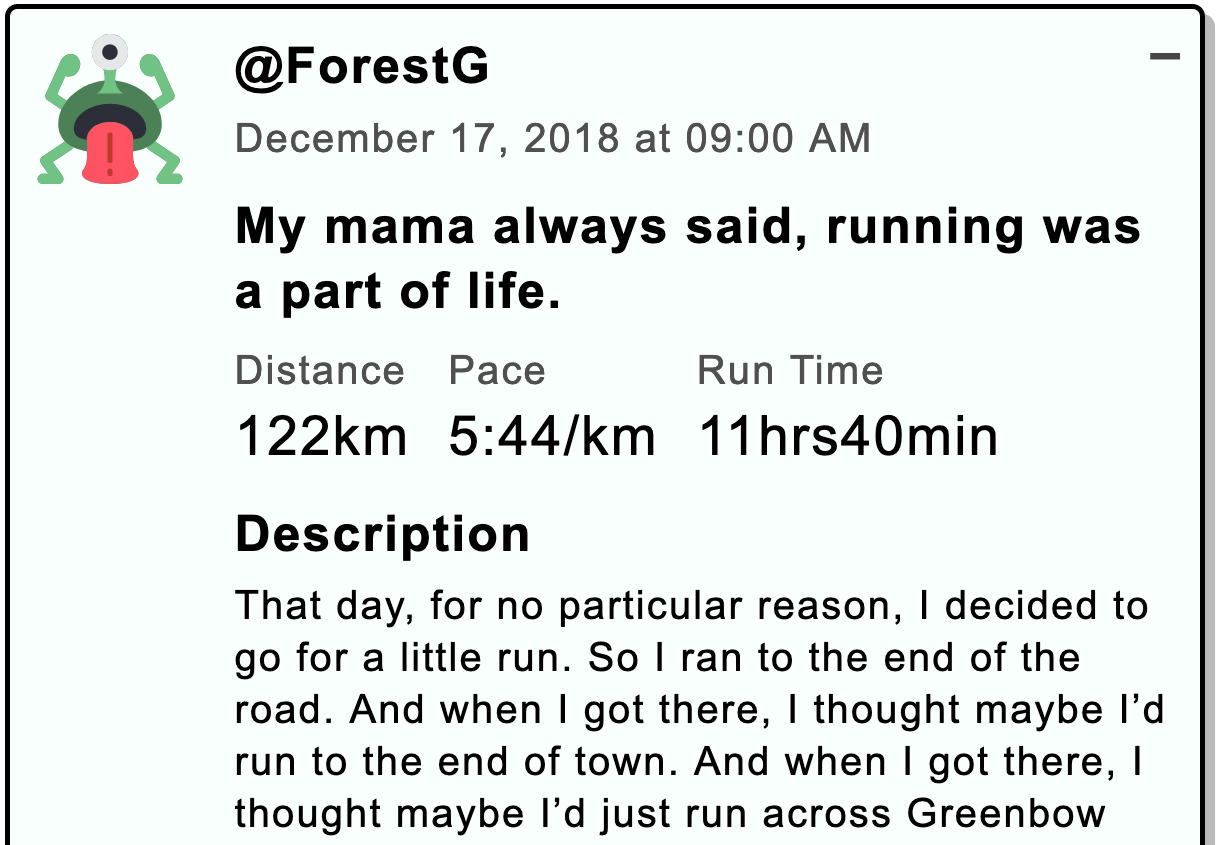 @ForestG
December 17, 2018 at 09:00 AM
My mama always said, running was
a part of life.
Distance Pace Run Time
122km 5:44/km 11hrs40min
Description
That day, for no particular reason, I decided to
go for a little run. So I ran to the end of the
road. And when I got there, I thought maybe I’d
run to the end of town. And when I got there, I
thought maybe I’d just run across Greenbow